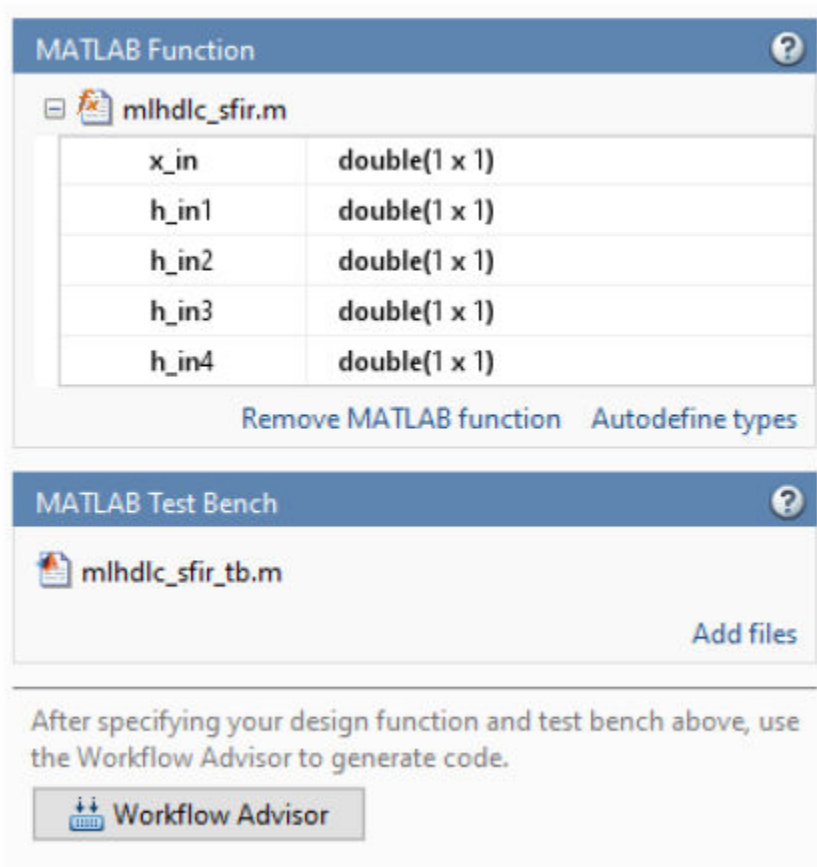 MATLAB Function ?
fx mlhdlc_sfir.m
x_in double(1 x 1)
h_in1 double(1 x 1)
h_in2 double(1 x 1)
h_in3 double(1 x 1)
h_in4 double(1 x 1)
Remove MATLAB function Autodefine types
MATLAB Test Bench ?
mlhdlc_sfir_tb.m
Add files
After specifying your design function and test bench above, use
the Workflow Advisor to generate code.
Workflow Advisor